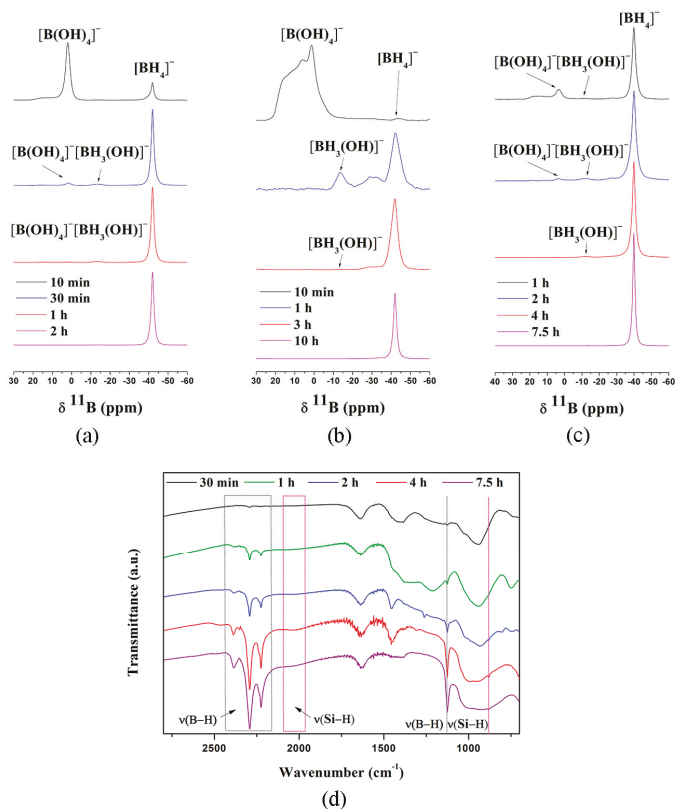 [B(OH)4]⁻
[BH4]⁻
[B(OH)4]⁻[BH3(OH)]⁻
[B(OH)4]⁻[BH3(OH)]⁻
10 min
30 min
1 h
2 h
30 20 10 0 -10 -20 -30 -40 -50 -60
δ ¹¹B (ppm)
(a)
[B(OH)4]⁻
[BH4]⁻
[BH3(OH)]⁻
[BH3(OH)]⁻
10 min
1 h
3 h
10 h
30 20 10 0 -10 -20 -30 -40 -50 -60
δ ¹¹B (ppm)
(b)
[BH4]⁻
[B(OH)4]⁻[BH3(OH)]⁻
[B(OH)4]⁻[BH3(OH)]⁻
[BH3(OH)]⁻
1 h
2 h
4 h
7.5 h
40 30 20 10 0 -10 -20 -30 -40 -50 -60
δ ¹¹B (ppm)
(c)
30 min 1 h 2 h 4 h 7.5 h
Transmittance (a.u.)
ν(B–H)
ν(Si–H)
ν(B–H)
ν(Si–H)
2500 2000 1500 1000
Wavenumber (cm⁻¹)
(d)